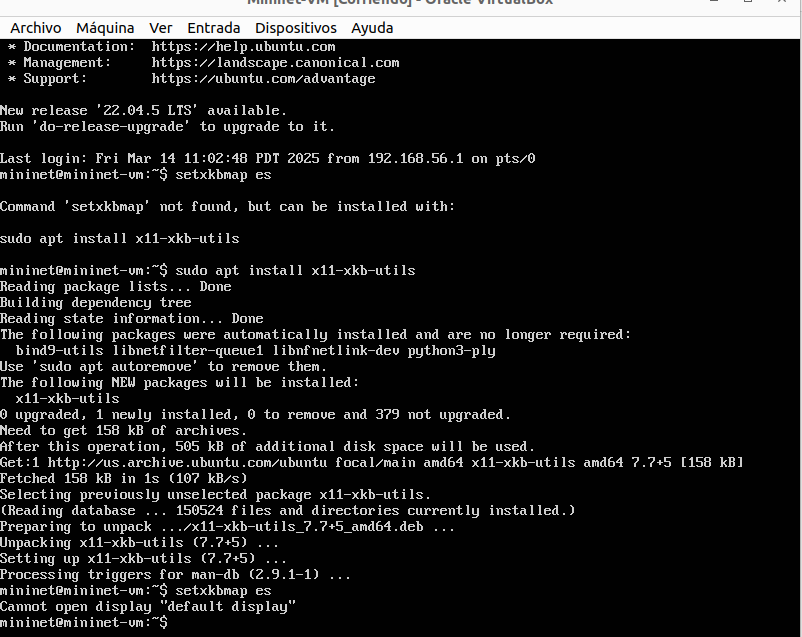 Mininet-VM [Corriendo] - Oracle VirtualBox
Archivo Máquina Ver Entrada Dispositivos Ayuda
* Documentation: https://help.ubuntu.com
* Management: https://landscape.canonical.com
* Support: https://ubuntu.com/advantage
New release '22.04.5 LTS' available.
Run 'do-release-upgrade' to upgrade to it.
Last login: Fri Mar 14 11:02:48 PDT 2025 from 192.168.56.1 on pts/0
mininet@mininet-vm:~$ setxkbmap es
Command 'setxkbmap' not found, but can be installed with:
sudo apt install x11-xkb-utils
mininet@mininet-vm:~$ sudo apt install x11-xkb-utils
Reading package lists... Done
Building dependency tree
Reading state information... Done
The following packages were automatically installed and are no longer required:
bind9-utils libnetfilter-queue1 libnfnetlink-dev python3-ply
Use 'sudo apt autoremove' to remove them.
The following NEW packages will be installed:
x11-xkb-utils
0 upgraded, 1 newly installed, 0 to remove and 379 not upgraded.
Need to get 158 kB of archives.
After this operation, 505 kB of additional disk space will be used.
Get:1 http://us.archive.ubuntu.com/ubuntu focal/main amd64 x11-xkb-utils amd64 7.7+5 [158 kB]
Fetched 158 kB in 1s (107 kB/s)
Selecting previously unselected package x11-xkb-utils.
(Reading database ... 150524 files and directories currently installed.)
Preparing to unpack .../x11-xkb-utils_7.7+5_amd64.deb ...
Unpacking x11-xkb-utils (7.7+5) ...
Setting up x11-xkb-utils (7.7+5) ...
Processing triggers for man-db (2.9.1-1) ...
mininet@mininet-vm:~$ setxkbmap es
Cannot open display "default display"
mininet@mininet-vm:~$